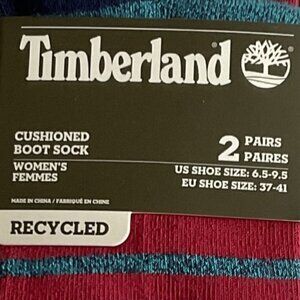 Timberland
CUSHIONED
BOOT SOCK
WOMEN'S
FEMMES
MADE IN CHINA / FABRIQUÉ EN CHINE
2 PAIRS
PAIRES
US SHOE SIZE: 6.5-9.5
EU SHOE SIZE: 37-41
RECYCLED